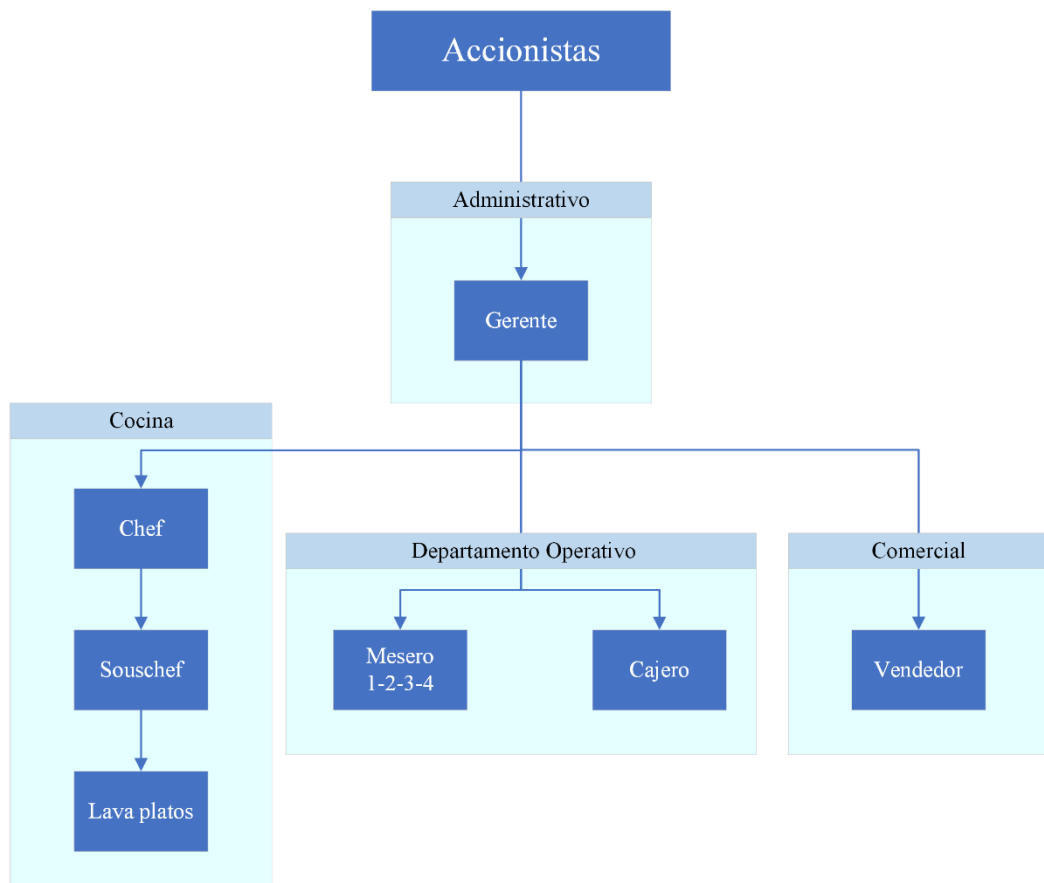 Accionistas
Administrativo
Gerente
Cocina
Chef
Souschef
Lava platos
Departamento Operativo
Mesero
1-2-3-4
Cajero
Comercial
Vendedor